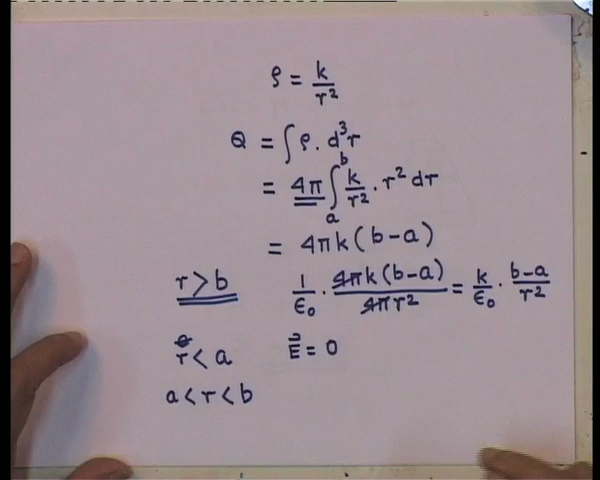 ρ = k/r²
Q = ∫ρ. d³r
= 4π ∫ₐᵇ k/r² · r² dr
= 4πk(b-a)
r>b 1/ε₀ · 4πk(b-a)/4πr² = k/ε₀ · b-a/r²
r<a E⃗=0
a<r<b